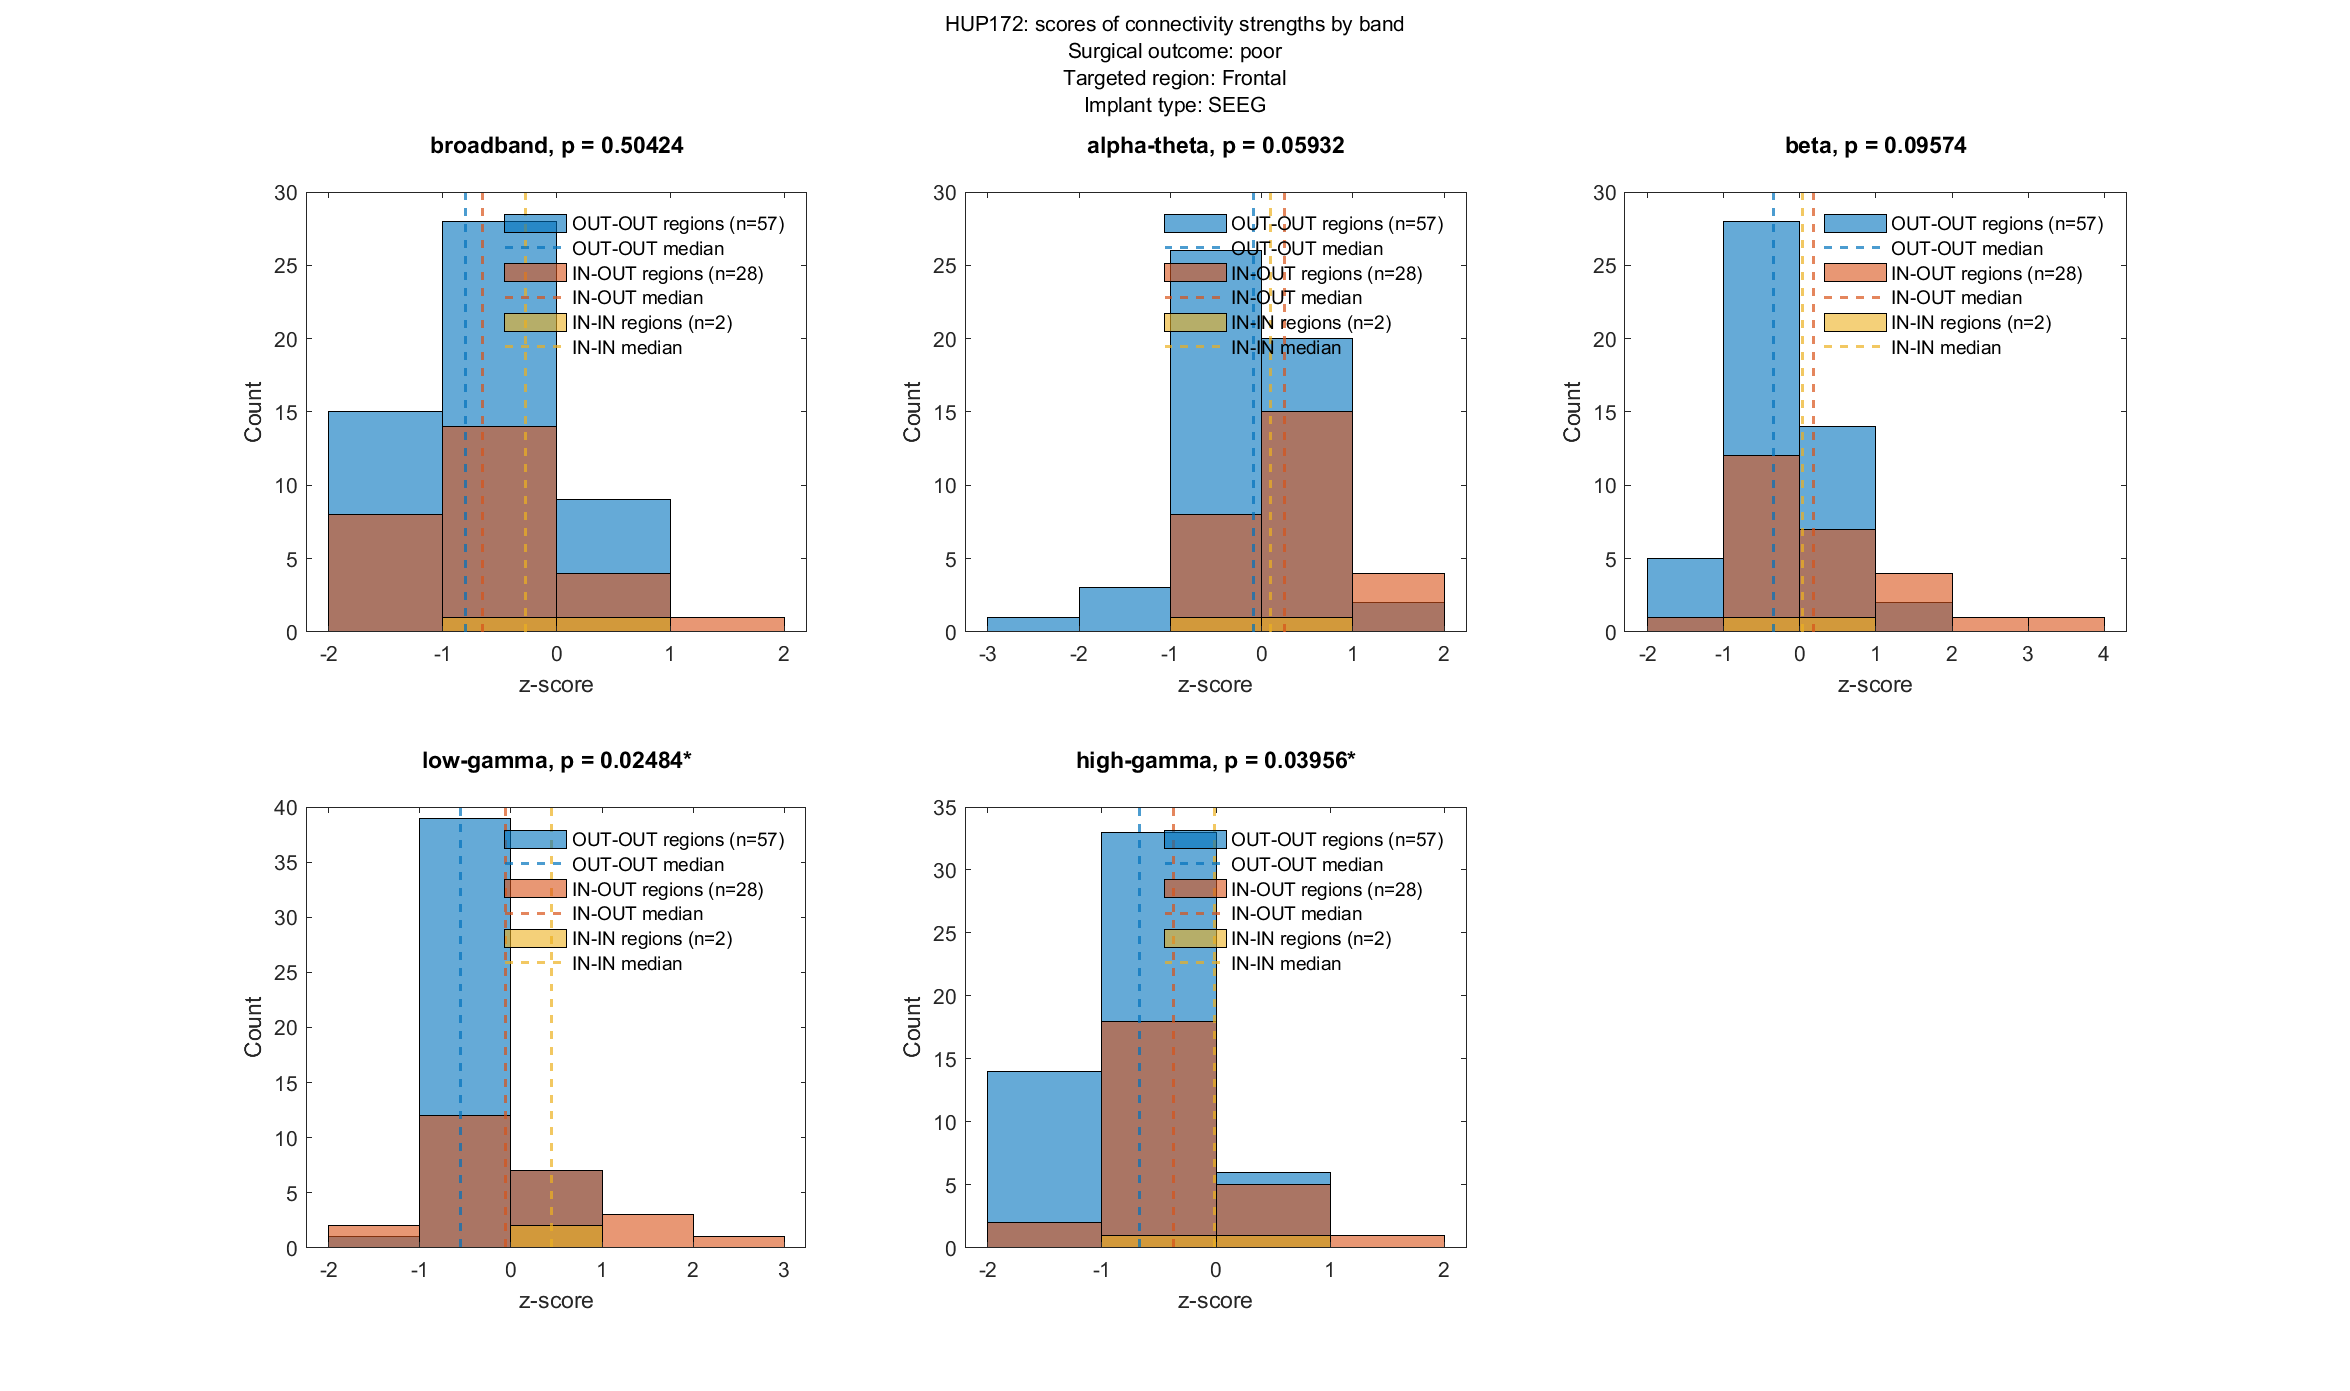 HUP172: scores of connectivity strengths by band
Surgical outcome: poor
Targeted region: Frontal
Implant type: SEEG
broadband, p = 0.50424
30
25
20
15
10
5
0
Count
-2 -1 0 1 2
z-score
OUT-OUT regions (n=57)
OUT-OUT median
IN-OUT regions (n=28)
IN-OUT median
IN-IN regions (n=2)
IN-IN median
alpha-theta, p = 0.05932
30
25
20
15
10
5
0
Count
-3 -2 -1 0 1 2
z-score
OUT-OUT regions (n=57)
OUT-OUT median
IN-OUT regions (n=28)
IN-OUT median
IN-IN regions (n=2)
IN-IN median
beta, p = 0.09574
30
25
20
15
10
5
0
Count
-2 -1 0 1 2 3 4
z-score
OUT-OUT regions (n=57)
OUT-OUT median
IN-OUT regions (n=28)
IN-OUT median
IN-IN regions (n=2)
IN-IN median
low-gamma, p = 0.02484*
40
35
30
25
20
15
10
5
0
Count
-2 -1 0 1 2 3
z-score
OUT-OUT regions (n=57)
OUT-OUT median
IN-OUT regions (n=28)
IN-OUT median
IN-IN regions (n=2)
IN-IN median
high-gamma, p = 0.03956*
35
30
25
20
15
10
5
0
Count
-2 -1 0 1 2
z-score
OUT-OUT regions (n=57)
OUT-OUT median
IN-OUT regions (n=28)
IN-OUT median
IN-IN regions (n=2)
IN-IN median